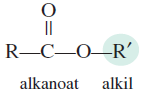 O
||
R—C—O—R′
alkanoat alkil